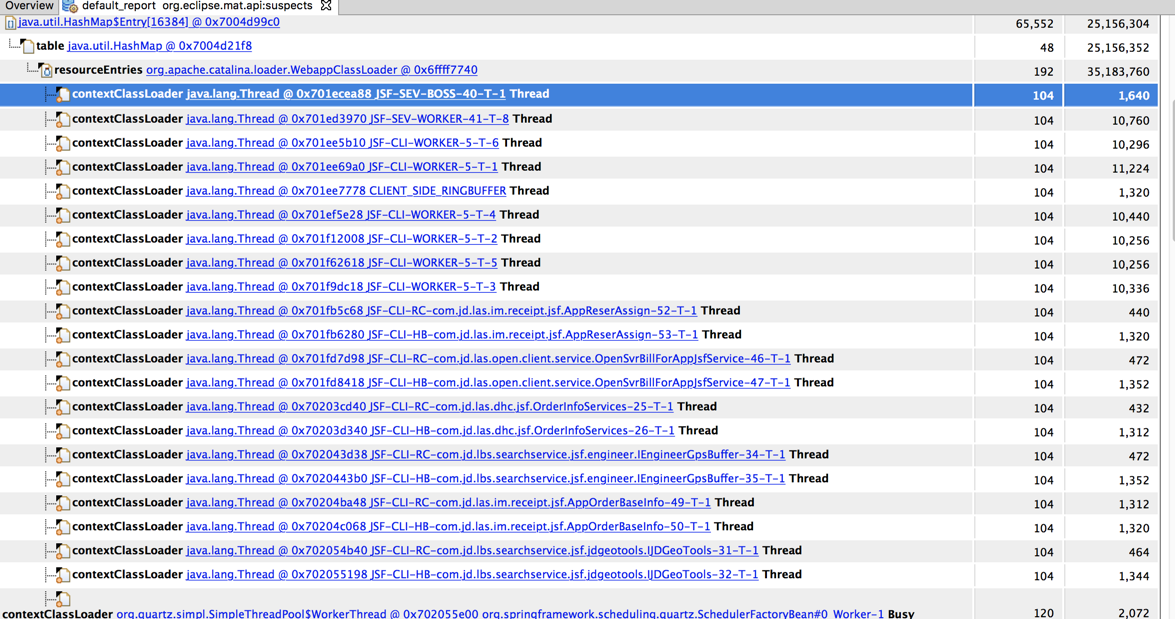 Overview default_report org.eclipse.mat.api:suspects
java.util.HashMap$Entry[16384] @ 0x7004d99c0 65,552 25,156,304
table java.util.HashMap @ 0x7004d21f8 48 25,156,352
resourceEntries org.apache.catalina.loader.WebappClassLoader @ 0x6ffff7740 192 35,183,760
contextClassLoader java.lang.Thread @ 0x701ecea88 JSF-SEV-BOSS-40-T-1 Thread 104 1,640
contextClassLoader java.lang.Thread @ 0x701ed3970 JSF-SEV-WORKER-41-T-8 Thread 104 10,760
contextClassLoader java.lang.Thread @ 0x701ee5b10 JSF-CLI-WORKER-5-T-6 Thread 104 10,296
contextClassLoader java.lang.Thread @ 0x701ee69a0 JSF-CLI-WORKER-5-T-1 Thread 104 11,224
contextClassLoader java.lang.Thread @ 0x701ee7778 CLIENT_SIDE_RINGBUFFER Thread 104 1,320
contextClassLoader java.lang.Thread @ 0x701ef5e28 JSF-CLI-WORKER-5-T-4 Thread 104 10,440
contextClassLoader java.lang.Thread @ 0x701f12008 JSF-CLI-WORKER-5-T-2 Thread 104 10,256
contextClassLoader java.lang.Thread @ 0x701f62618 JSF-CLI-WORKER-5-T-5 Thread 104 10,256
contextClassLoader java.lang.Thread @ 0x701f9dc18 JSF-CLI-WORKER-5-T-3 Thread 104 10,336
contextClassLoader java.lang.Thread @ 0x701fb5c68 JSF-CLI-RC-com.jd.las.im.receipt.jsf.AppReserAssign-52-T-1 Thread 104 440
contextClassLoader java.lang.Thread @ 0x701fb6280 JSF-CLI-HB-com.jd.las.im.receipt.jsf.AppReserAssign-53-T-1 Thread 104 1,320
contextClassLoader java.lang.Thread @ 0x701fd7d98 JSF-CLI-RC-com.jd.las.open.client.service.OpenSvrBillForAppJsfService-46-T-1 Thread 104 472
contextClassLoader java.lang.Thread @ 0x701fd8418 JSF-CLI-HB-com.jd.las.open.client.service.OpenSvrBillForAppJsfService-47-T-1 Thread 104 1,352
contextClassLoader java.lang.Thread @ 0x70203cd40 JSF-CLI-RC-com.jd.las.dhc.jsf.OrderInfoServices-25-T-1 Thread 104 432
contextClassLoader java.lang.Thread @ 0x70203d340 JSF-CLI-HB-com.jd.las.dhc.jsf.OrderInfoServices-26-T-1 Thread 104 1,312
contextClassLoader java.lang.Thread @ 0x702043d38 JSF-CLI-RC-com.jd.lbs.searchservice.jsf.engineer.IEngineerGpsBuffer-34-T-1 Thread 104 472
contextClassLoader java.lang.Thread @ 0x7020443b0 JSF-CLI-HB-com.jd.lbs.searchservice.jsf.engineer.IEngineerGpsBuffer-35-T-1 Thread 104 1,352
contextClassLoader java.lang.Thread @ 0x70204ba48 JSF-CLI-RC-com.jd.las.im.receipt.jsf.AppOrderBaseInfo-49-T-1 Thread 104 1,312
contextClassLoader java.lang.Thread @ 0x70204c068 JSF-CLI-HB-com.jd.las.im.receipt.jsf.AppOrderBaseInfo-50-T-1 Thread 104 1,320
contextClassLoader java.lang.Thread @ 0x702054b40 JSF-CLI-RC-com.jd.lbs.searchservice.jsf.jdgeotools.IJDGeoTools-31-T-1 Thread 104 464
contextClassLoader java.lang.Thread @ 0x702055198 JSF-CLI-HB-com.jd.lbs.searchservice.jsf.jdgeotools.IJDGeoTools-32-T-1 Thread 104 1,344
contextClassLoader org.quartz.simpl.SimpleThreadPool$WorkerThread @ 0x702055e00 org.springframework.scheduling.quartz.SchedulerFactoryBean#0_Worker-1 Busy 120 2,072